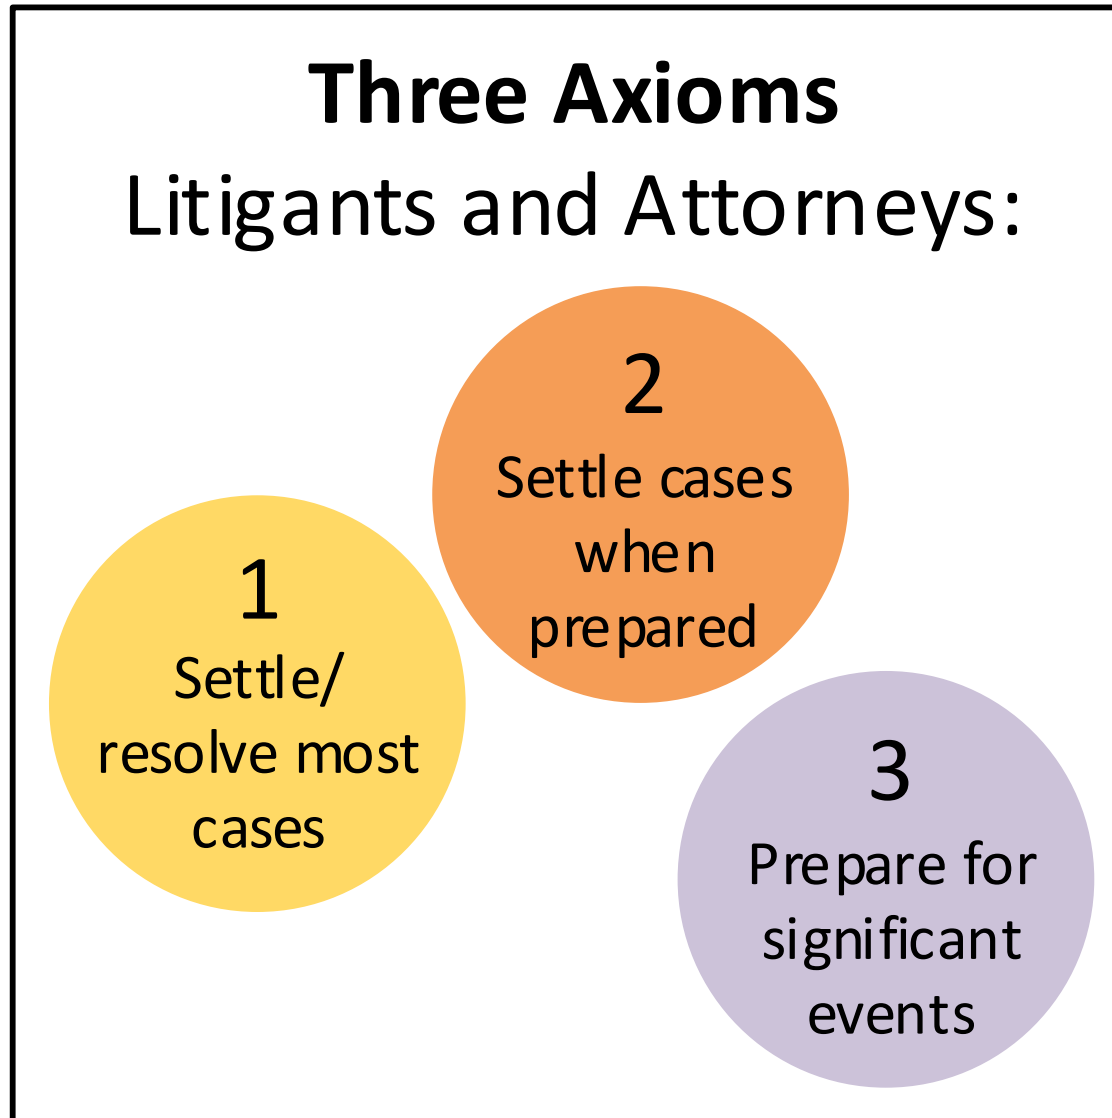 Three Axioms
Litigants and Attorneys:
1
Settle/
resolve most
cases
2
Settle cases
when
prepared
3
Prepare for
significant
events